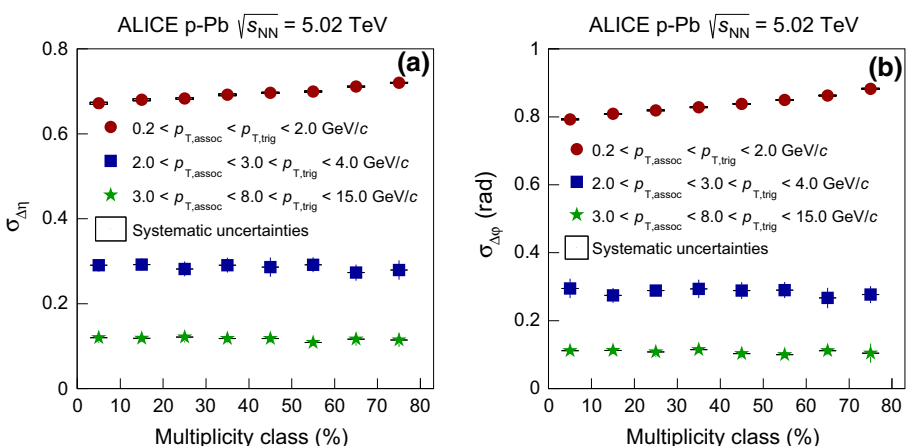 ALICE p-Pb √sNN = 5.02 TeV
(a)
σΔη
0.8
0.6
0.4
0.2
0
0.2 < pT,assoc < pT,trig < 2.0 GeV/c
2.0 < pT,assoc < 3.0 < pT,trig < 4.0 GeV/c
3.0 < pT,assoc < 8.0 < pT,trig < 15.0 GeV/c
Systematic uncertainties
0 10 20 30 40 50 60 70 80
Multiplicity class (%)
ALICE p-Pb √sNN = 5.02 TeV
(b)
σΔφ (rad)
1
0.8
0.6
0.4
0.2
0
0.2 < pT,assoc < pT,trig < 2.0 GeV/c
2.0 < pT,assoc < 3.0 < pT,trig < 4.0 GeV/c
3.0 < pT,assoc < 8.0 < pT,trig < 15.0 GeV/c
Systematic uncertainties
0 10 20 30 40 50 60 70 80
Multiplicity class (%)